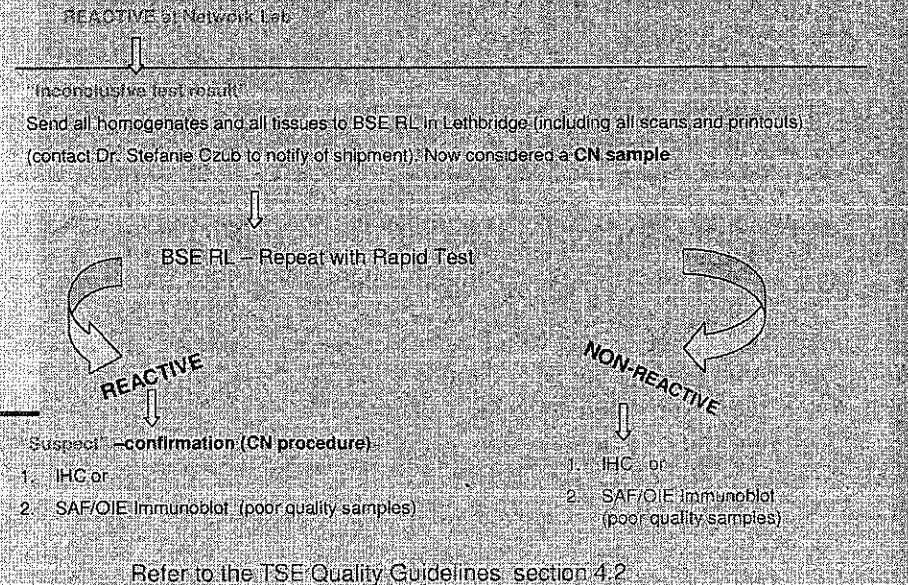 REACTIVE at Network Lab
"Inconclusive test result"
Send all homogenates and all tissues to BSE RL in Lethbridge (including all scans and printouts)
(contact Dr. Stefanie Czub to notify of shipment). Now considered a CN sample
BSE RL – Repeat with Rapid Test
REACTIVE
NON-REACTIVE
"Suspect" –confirmation (CN procedure)
1. IHC or
2. SAF/OIE Immunoblot (poor quality samples)
1. IHC or
2. SAF/OIE Immunoblot
(poor quality samples)
Refer to the TSE Quality Guidelines, section 4.2